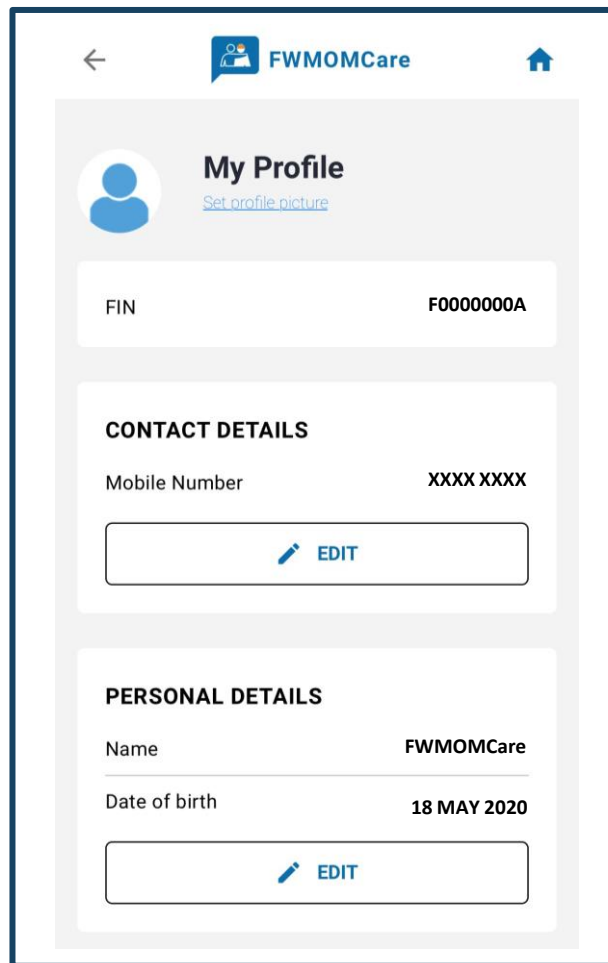 FWMOMCare
My Profile
Set profile picture
FIN F0000000A
CONTACT DETAILS
Mobile Number XXXX XXXX
EDIT
PERSONAL DETAILS
Name FWMOMCare
Date of birth 18 MAY 2020
EDIT